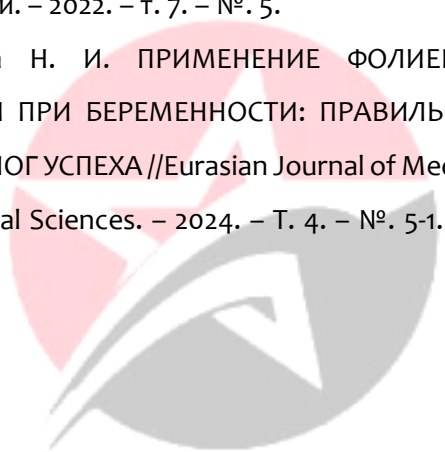 и. – 2022. – т. 7. – №. 5.
Н. И. ПРИМЕНЕНИЕ ФОЛИЕ
ПРИ БЕРЕМЕННОСТИ: ПРАВИЛЬ
ЛОГ УСПЕХА //Eurasian Journal of Med
al Sciences. – 2024. – Т. 4. – №. 5-1.